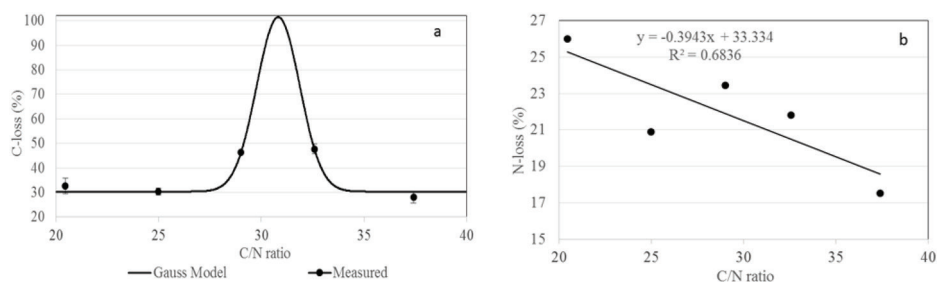 a
100
90
80
70
60
50
40
30
20
C-loss (%)
20 25 30 35 40
C/N ratio
Gauss Model Measured
b
y = -0.3943x + 33.334
R² = 0.6836
27
25
23
21
19
17
15
N-loss (%)
20 25 30 35 40
C/N ratio